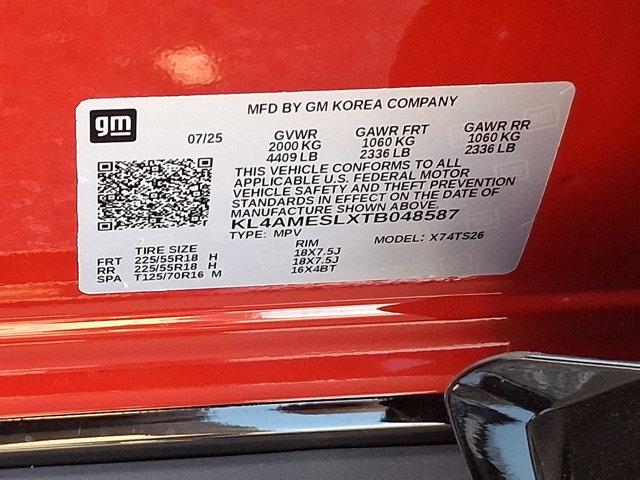 gm
MFD BY GM KOREA COMPANY
07/25
GVWR GAWR FRT GAWR RR
2000 KG 1060 KG 1060 KG
4409 LB 2336 LB 2336 LB
THIS VEHICLE CONFORMS TO ALL
APPLICABLE U.S. FEDERAL MOTOR
VEHICLE SAFETY AND THEFT PREVENTION
STANDARDS IN EFFECT ON THE DATE OF
MANUFACTURE SHOWN ABOVE.
KL4AMESLXTB048587
TYPE: MPV MODEL: X74TS26
TIRE SIZE RIM
FRT 225/55R18 H 18X7.5J
RR 225/55R18 H 18X7.5J
SPA T125/70R16 M 16X4BT